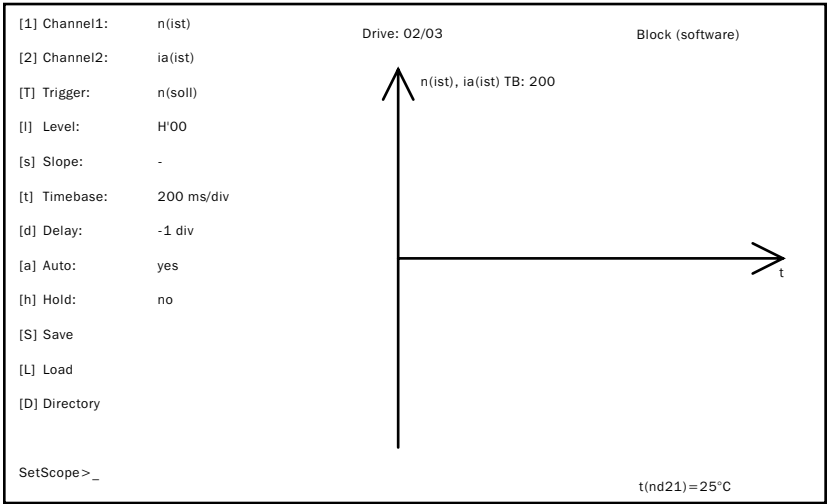 [1] Channel1: n(ist)
[2] Channel2: ia(ist)
[T] Trigger: n(soll)
[l] Level: H'00
[s] Slope: -
[t] Timebase: 200 ms/div
[d] Delay: -1 div
[a] Auto: yes
[h] Hold: no
[S] Save
[L] Load
[D] Directory
SetScope>_
Drive: 02/03
Block (software)
n(ist), ia(ist) TB: 200
t
t(nd21)=25°C